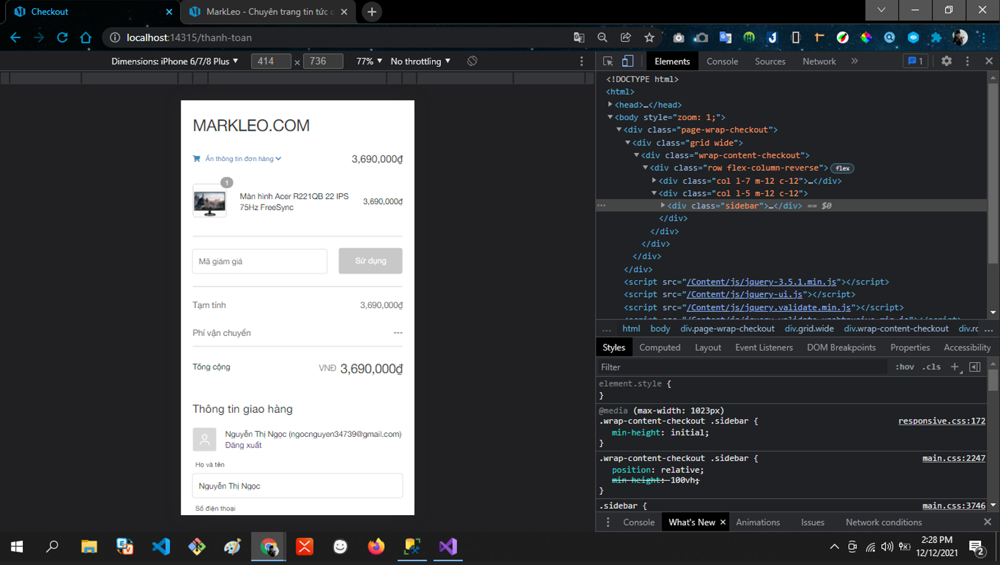 Checkout
MarkLeo - Chuyên trang tin tức c
localhost:14315/thanh-toan
Dimensions: iPhone 6/7/8 Plus
414 × 736
77%
No throttling
Elements
Console
Sources
Network
1
MARKLEO.COM
Ẩn thông tin đơn hàng
3,690,000₫
1
Màn hình Acer R221QB 22 IPS
75Hz FreeSync
3,690,000₫
Mã giảm giá
Sử dụng
Tạm tính
3,690,000₫
Phí vận chuyển
---
Tổng cộng
VNĐ 3,690,000₫
Thông tin giao hàng
Nguyễn Thị Ngọc (ngocnguyen34739@gmail.com)
Đăng xuất
Họ và tên
Nguyễn Thị Ngọc
Số điện thoại
<!DOCTYPE html>
<html>
<head>…</head>
<body style="zoom: 1;">
<div class="page-wrap-checkout">
<div class="grid wide">
<div class="wrap-content-checkout">
<div class="row flex-column-reverse"> flex
<div class="col l-7 m-12 c-12">…</div>
<div class="col l-5 m-12 c-12">
… <div class="sidebar">…</div> == $0
</div>
</div>
</div>
</div>
</div>
<script src="/Content/js/jquery-3.5.1.min.js"></script>
<script src="/Content/js/jquery-ui.js"></script>
<script src="/Content/js/jquery.validate.min.js"></script>
… html body div.page-wrap-checkout div.grid.wide div.wrap-content-checkout div.ro …
Styles Computed Layout Event Listeners DOM Breakpoints Properties Accessibility
Filter
:hov .cls +
element.style {
}
@media (max-width: 1023px)
.wrap-content-checkout .sidebar {
responsive.css:172
min-height: initial;
}
.wrap-content-checkout .sidebar {
main.css:2247
position: relative;
min-height: 100vh;
}
.sidebar {
main.css:3746
Console What's New Animations Issues Network conditions
2:28 PM
12/12/2021
2